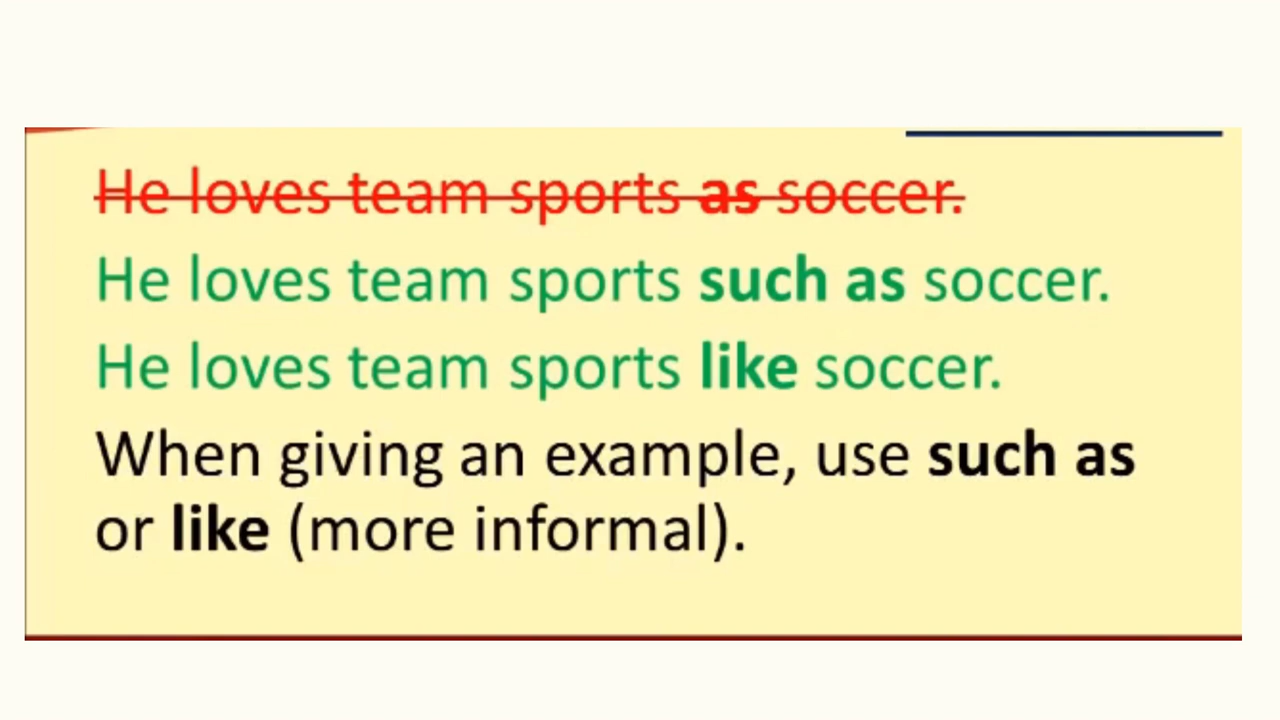 He loves team sports as soccer.
He loves team sports such as soccer.
He loves team sports like soccer.
When giving an example, use such as
or like (more informal).